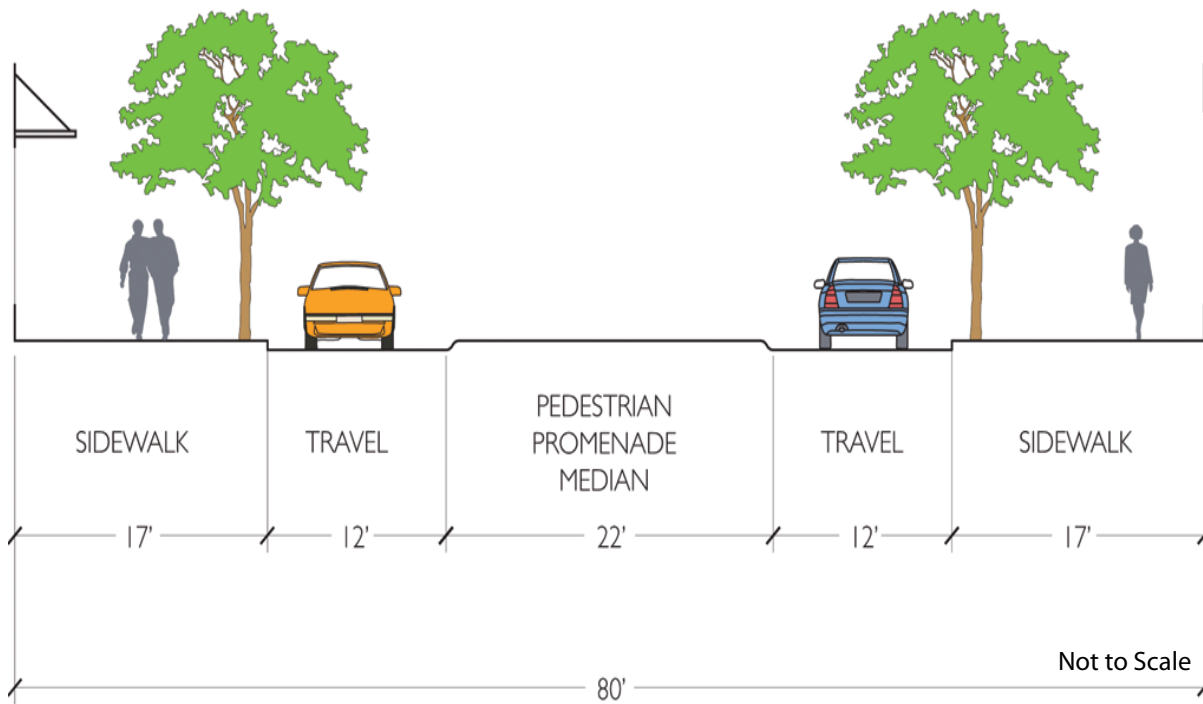 PEDESTRIAN
PROMENADE
MEDIAN
SIDEWALK
TRAVEL
TRAVEL
SIDEWALK
17'
12'
22'
12'
17'
Not to Scale
80'